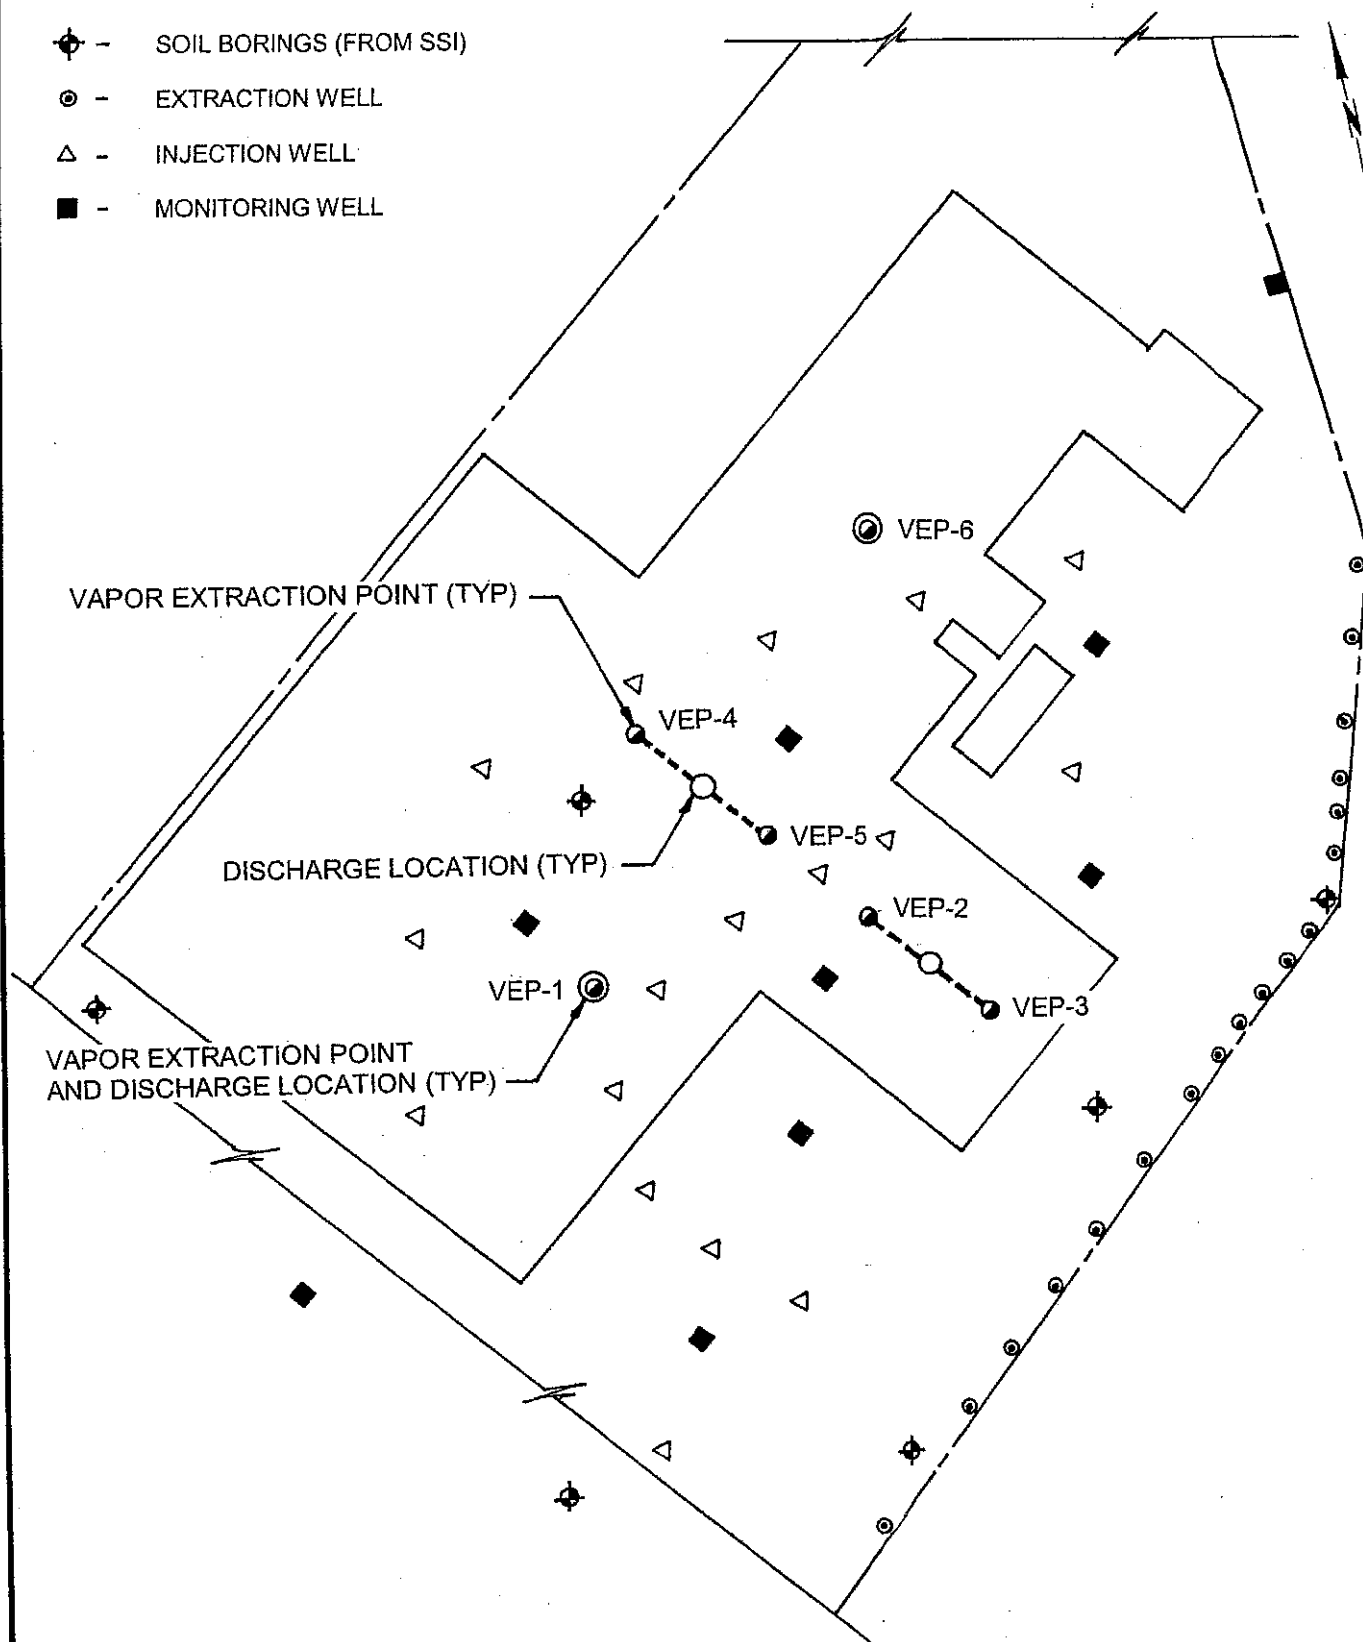 - SOIL BORINGS (FROM SSI)
- EXTRACTION WELL
- INJECTION WELL
- MONITORING WELL
VEP-6
VAPOR EXTRACTION POINT (TYP)
VEP-4
VEP-5
DISCHARGE LOCATION (TYP)
VEP-2
VEP-1
VEP-3
VAPOR EXTRACTION POINT
AND DISCHARGE LOCATION (TYP)